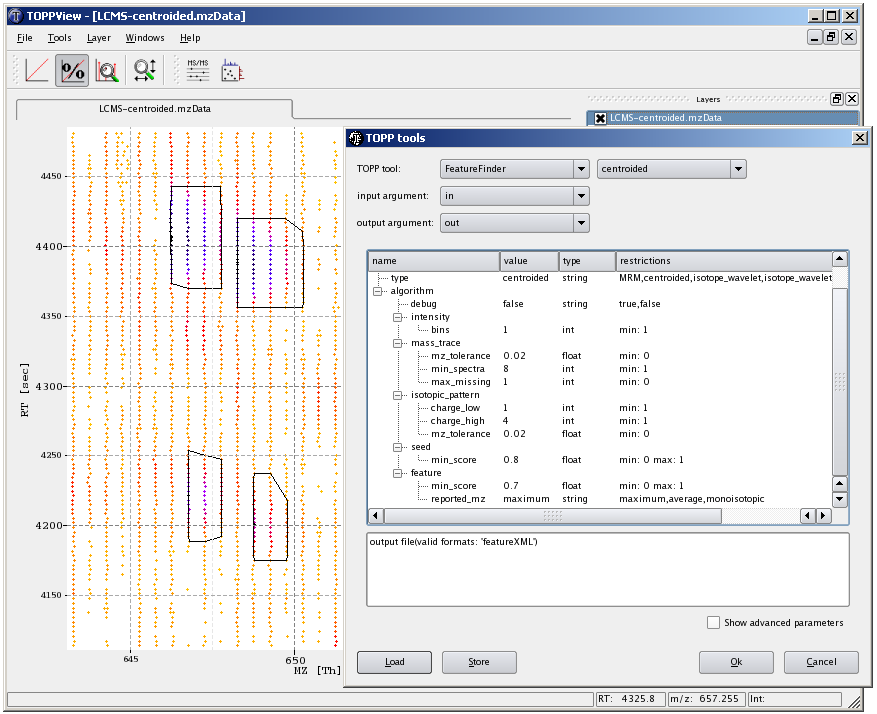 TOPPView - [LCMS-centroided.mzData]
File Tools Layer Windows Help
% MS/MS
LCMS-centroided.mzData
Layers
LCMS-centroided.mzData
TOPP tools
TOPP tool: FeatureFinder centroided
input argument: in
output argument: out
name value type restrictions
type centroided string MRM,centroided,isotope_wavelet,isotope_wavelet
algorithm
debug false string true,false
intensity
bins 1 int min: 1
mass_trace
mz_tolerance 0.02 float min: 0
min_spectra 8 int min: 1
max_missing 1 int min: 0
isotopic_pattern
charge_low 1 int min: 1
charge_high 4 int min: 1
mz_tolerance 0.02 float min: 0
seed
min_score 0.8 float min: 0 max: 1
feature
min_score 0.7 float min: 0 max: 1
reported_mz maximum string maximum,average,monoisotopic
output file(valid formats: 'featureXML')
Show advanced parameters
Load Store Ok Cancel
4450
4400
4350
4300
4250
4200
4150
RT [sec]
645 650
MZ [Th]
RT: 4325.8 m/z: 657.255 Int: